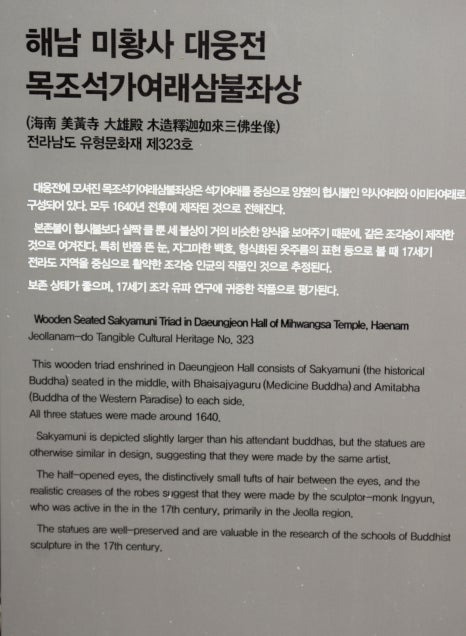 해남 미황사 대웅전
목조석가여래삼불좌상
(海南 美黃寺 大雄殿 木造釋迦如來三佛坐像)
전라남도 유형문화재 제323호
대웅전에 모셔진 목조석가여래삼불좌상은 석가여래를 중심으로 양옆의 협시불인 약사여래와 아미타여래로
구성되어 있다. 모두 1640년 전후에 제작된 것으로 전해진다.
본존불이 협시불보다 살짝 클 뿐 세 불상이 거의 비슷한 양식을 보여주기 때문에, 같은 조각승이 제작한
것으로 여겨진다. 특히 반쯤 뜬 눈, 자그마한 백호, 형식화된 옷주름의 표현 등으로 볼 때 17세기
전라도 지역을 중심으로 활약한 조각승 인균의 작품인 것으로 추정된다.
보존 상태가 좋으며, 17세기 조각 유파 연구에 귀중한 작품으로 평가된다.
Wooden Seated Sakyamuni Triad in Daeungjeon Hall of Mihwangsa Temple, Haenam
Jeollanam-do Tangible Cultural Heritage No. 323
This wooden triad enshrined in Daeungjeon Hall consists of Sakyamuni (the historical
Buddha) seated in the middle, with Bhaisajyaguru (Medicine Buddha) and Amitabha
(Buddha of the Western Paradise) to each side.
All three statues were made around 1640.
Sakyamuni is depicted slightly larger than his attendant buddhas, but the statues are
otherwise similar in design, suggesting that they were made by the same artist.
The half-opened eyes, the distinctively small tufts of hair between the eyes, and the
realistic creases of the robes suggest that they were made by the sculptor-monk Ingyun,
who was active in the in the 17th century, primarily in the Jeolla region.
The statues are well-preserved and are valuable in the research of the schools of Buddhist
sculpture in the 17th century.